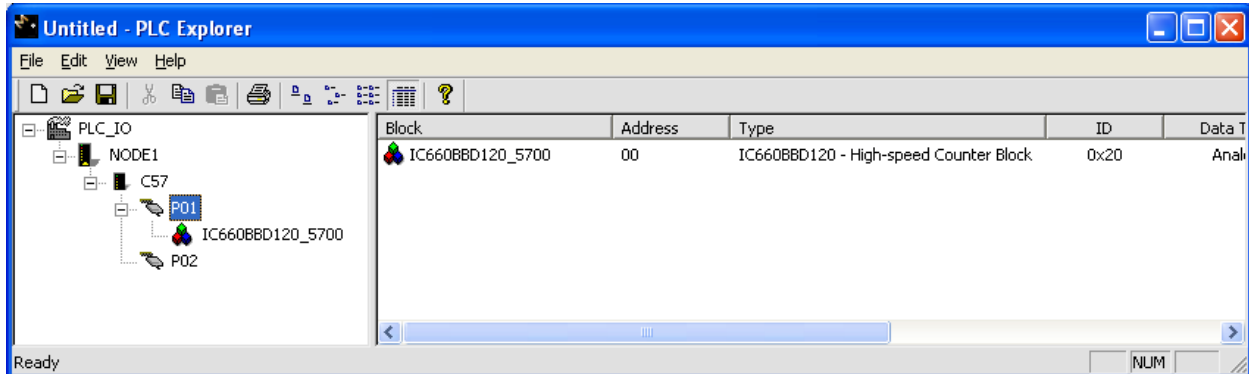 Untitled - PLC Explorer
File Edit View Help
PLC_IO
NODE1
C57
P01
IC660BBD120_5700
P02
Block Address Type ID Data T
IC660BBD120_5700 00 IC660BBD120 - High-speed Counter Block 0x20 Anal
Ready NUM